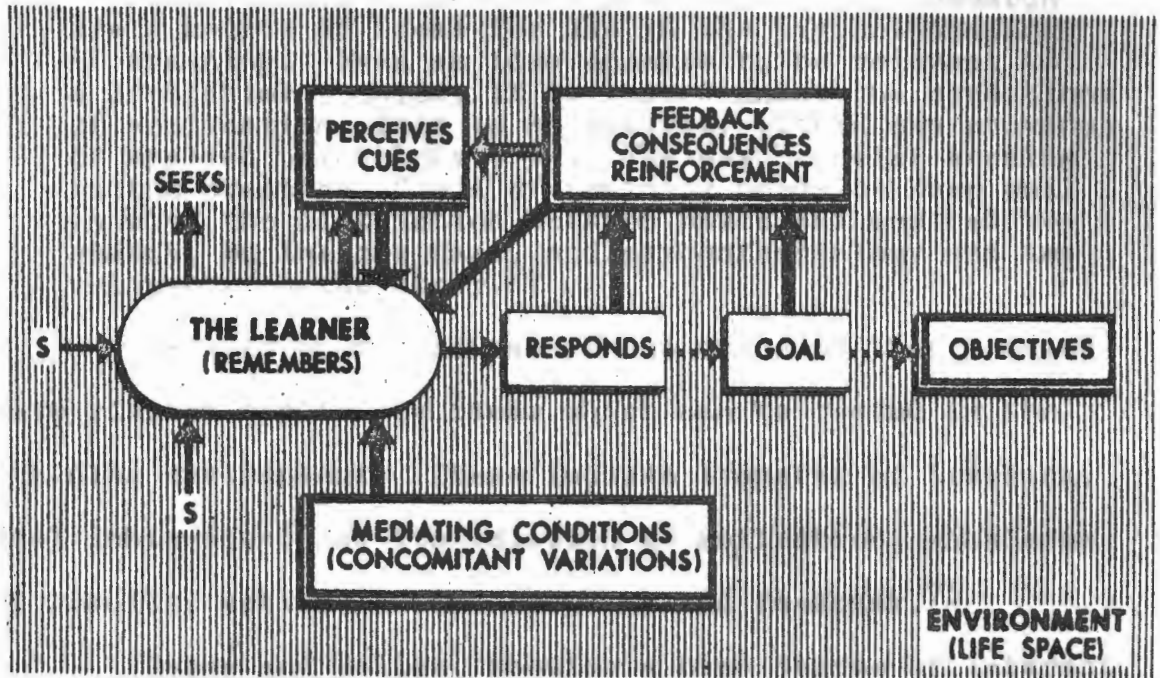 PERCEIVES
CUES
FEEDBACK
CONSEQUENCES
REINFORCEMENT
SEEKS
THE LEARNER
(REMEMBERS)
S
RESPONDS
GOAL
OBJECTIVES
S
MEDIATING CONDITIONS
(CONCOMITANT VARIATIONS)
ENVIRONMENT
(LIFE SPACE)